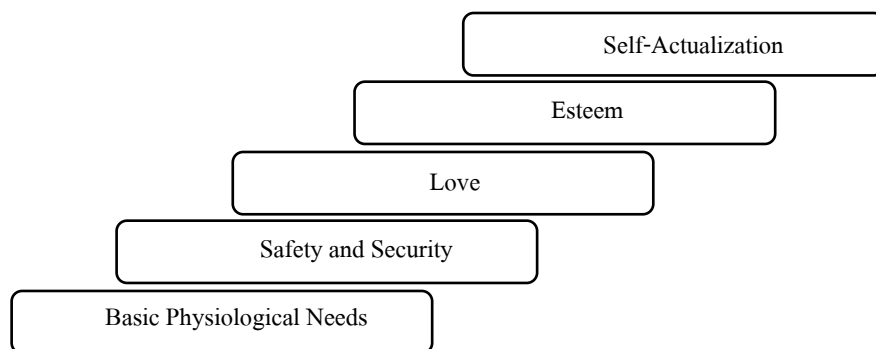 Self-Actualization
Esteem
Love
Safety and Security
Basic Physiological Needs